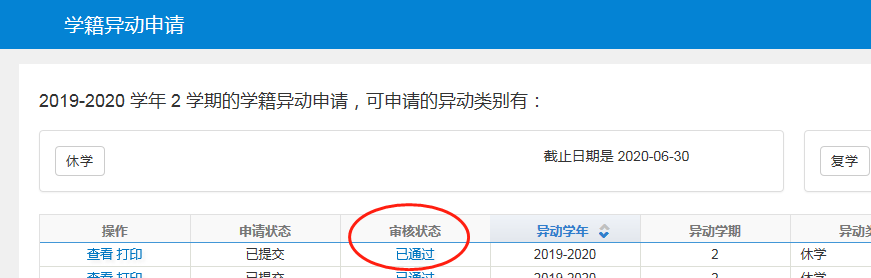 学籍异动申请
2019-2020 学年 2 学期的学籍异动申请，可申请的异动类别有：
休学 截止日期是 2020-06-30 复学
操作 申请状态 审核状态 异动学年 异动学期 异动类
查看 打印 已提交 已通过 2019-2020 2 休学
查看 打印 已提交 已通过 2019-2020 2 休学